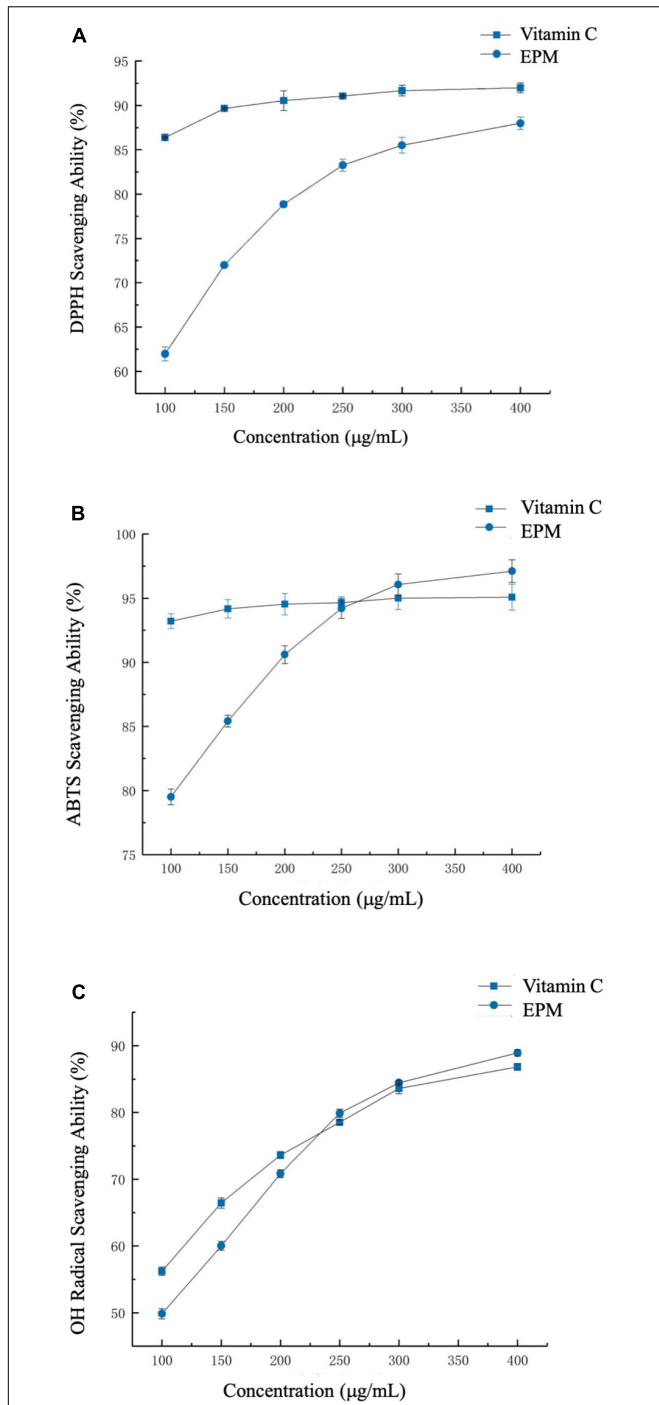 A
Vitamin C
EPM
95
90
85
80
75
70
65
60
DPPH Scavenging Ability (%)
100 150 200 250 300 350 400
Concentration (μg/mL)
B
Vitamin C
EPM
100
95
90
85
80
75
ABTS Scavenging Ability (%)
100 150 200 250 300 350 400
Concentration (μg/mL)
C
Vitamin C
EPM
90
80
70
60
50
OH Radical Scavenging Ability (%)
100 150 200 250 300 350 400
Concentration (μg/mL)